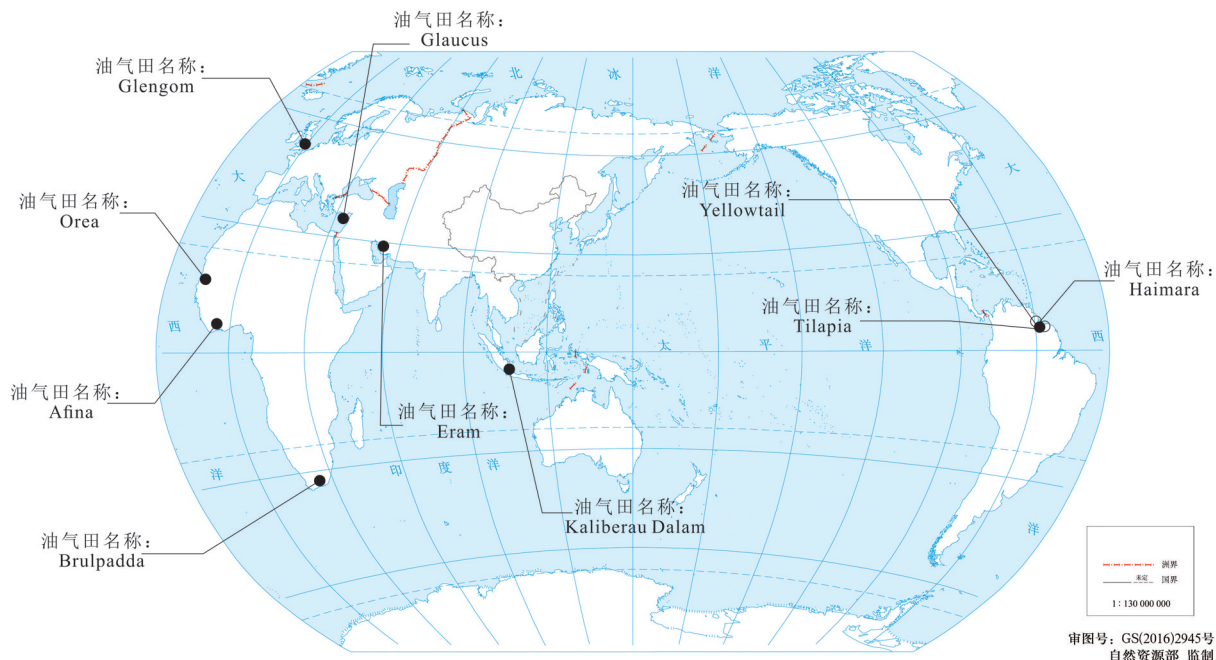 油气田名称：
Glaucus
油气田名称：
Glengom
北 冰 洋
大
大
油气田名称：
Yellowtail
油气田名称：
Orea
油气田名称：
Haimara
油气田名称：
Tilapia
西
太 平 洋
西
油气田名称：
Afina
油气田名称：
Eram
洋
印 度 洋
油气田名称：
Kaliberau Dalam
洋
油气田名称：
Brulpadda
洲界
未定
国界
1：130 000 000
审图号：GS(2016)2945号
自然资源部 监制